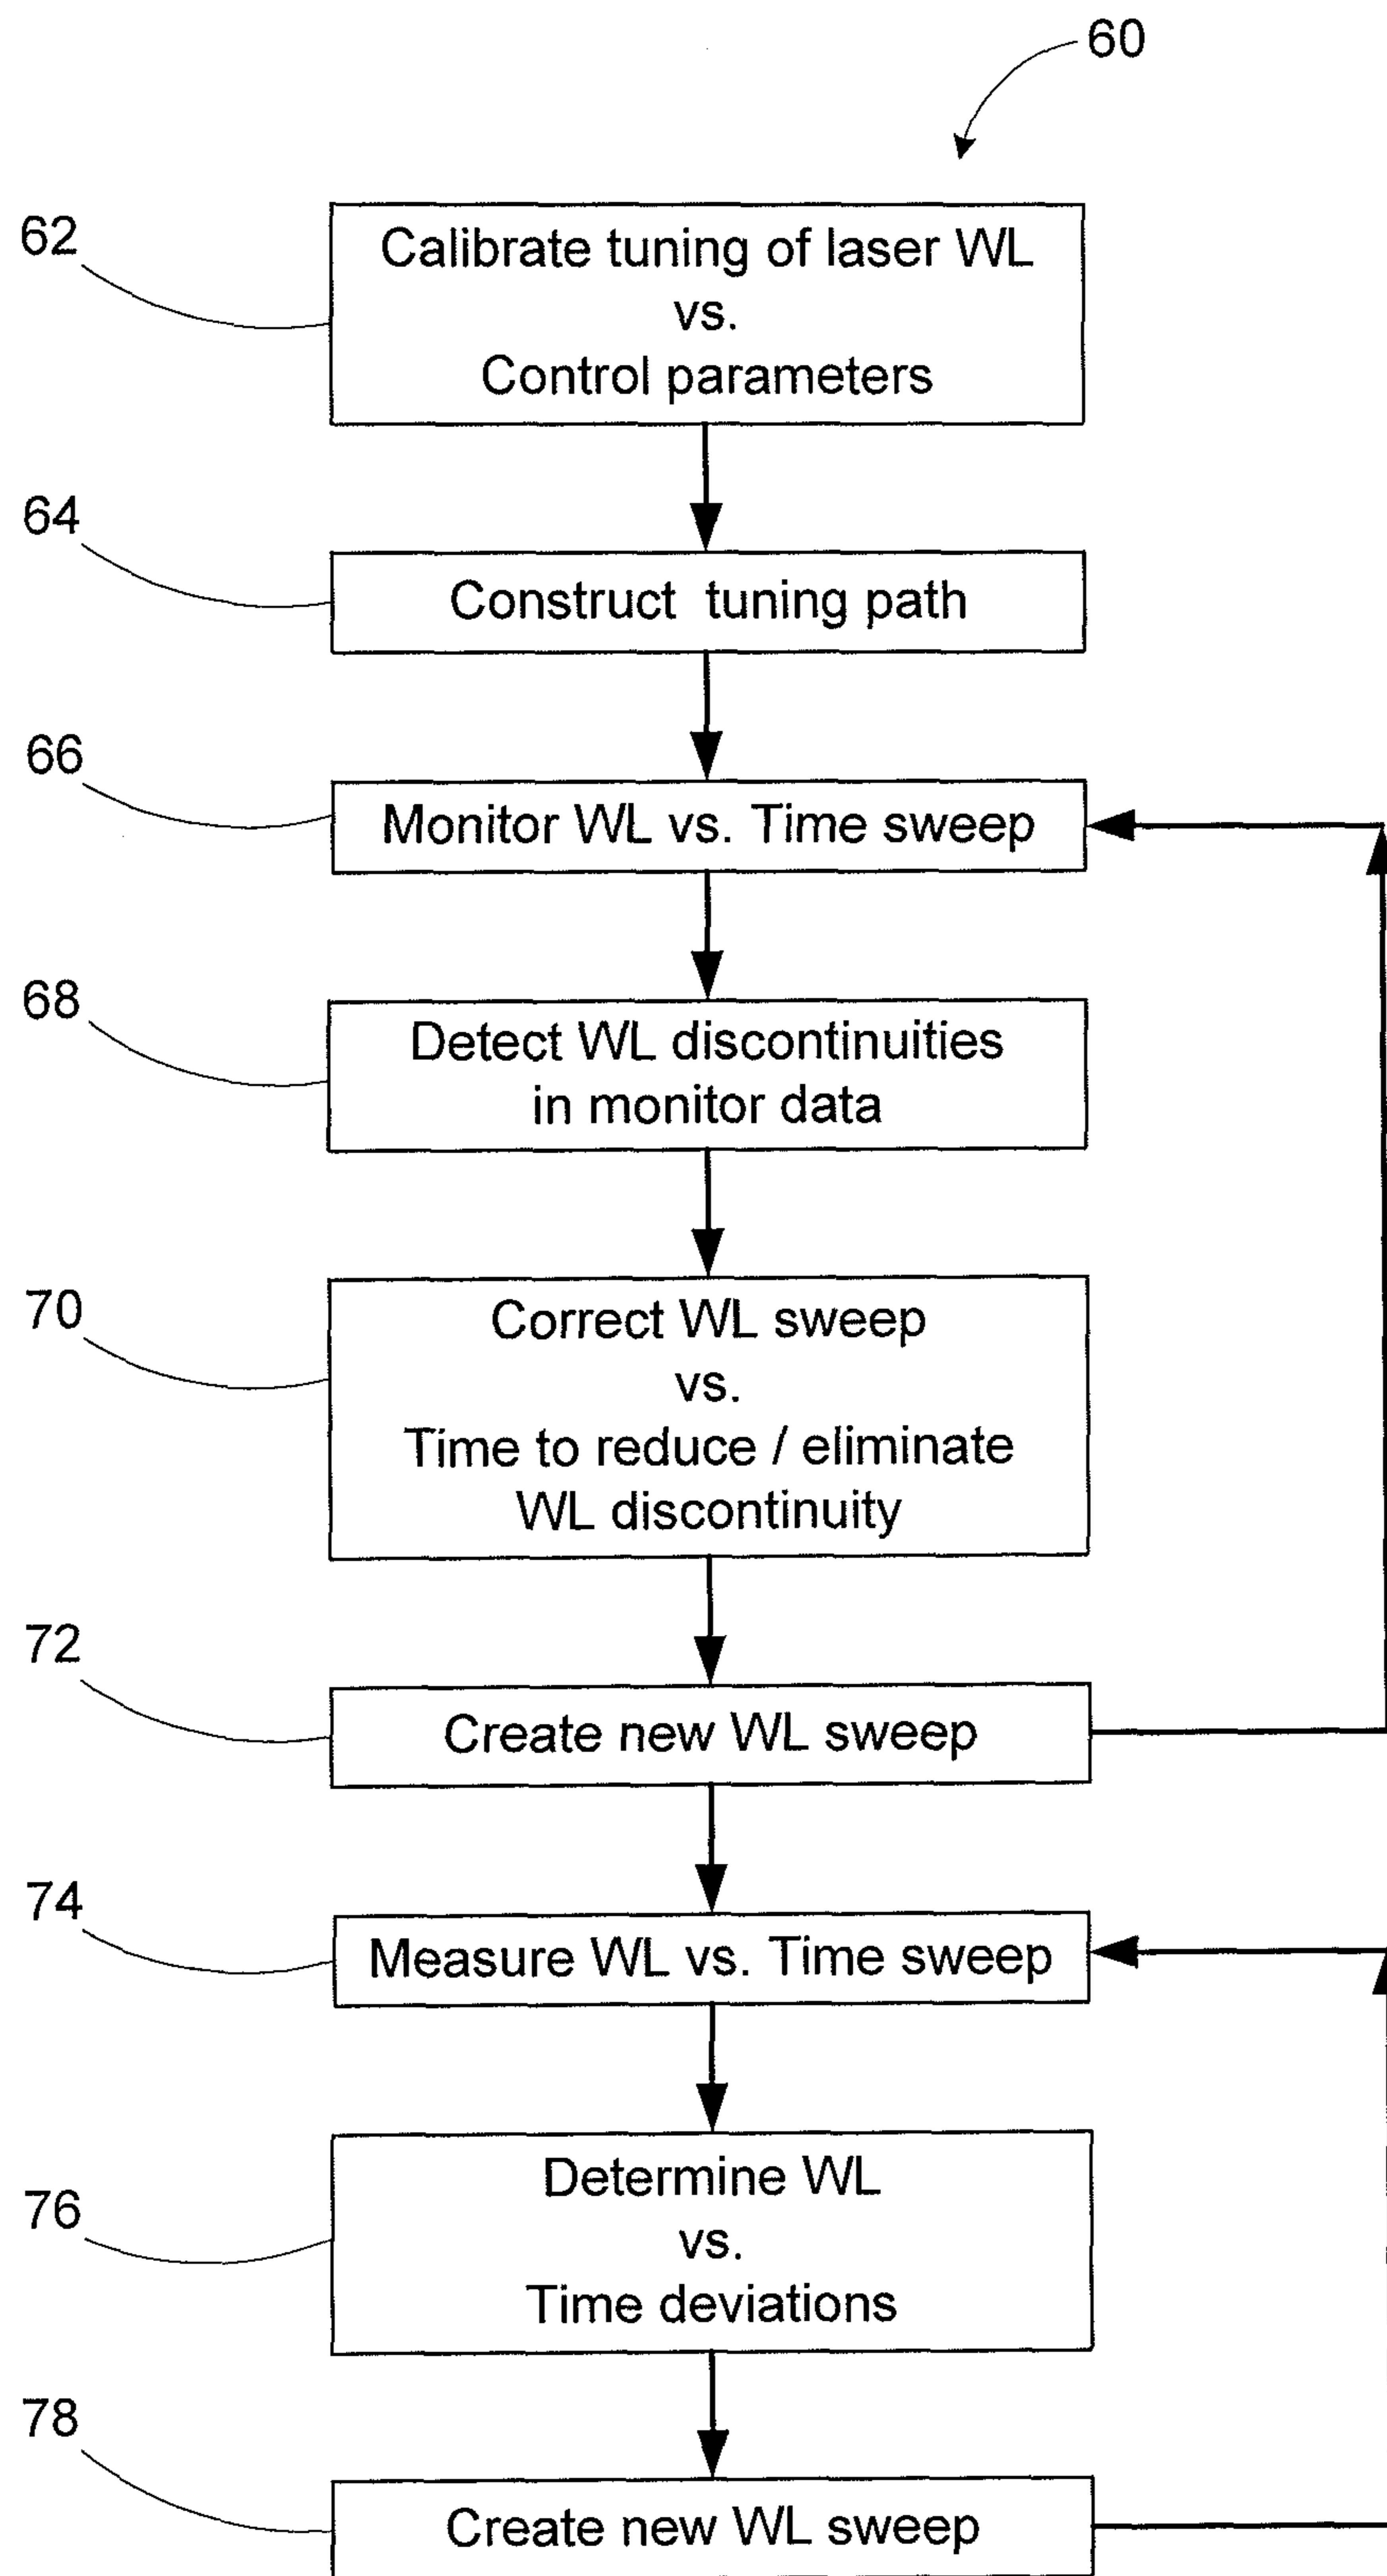 60
62
Calibrate tuning of laser WL
vs.
Control parameters
64
Construct tuning path
66
Monitor WL vs. Time sweep
68
Detect WL discontinuities
in monitor data
70
Correct WL sweep
vs.
Time to reduce / eliminate
WL discontinuity
72
Create new WL sweep
74
Measure WL vs. Time sweep
76
Determine WL
vs.
Time deviations
78
Create new WL sweep